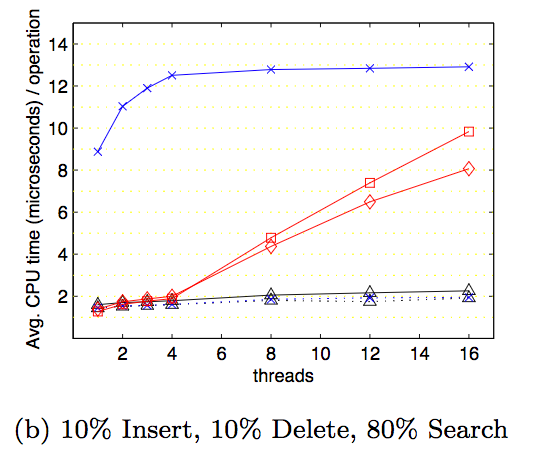 14
12
10
8
6
4
2
Avg. CPU time (microseconds) / operation
2 4 6 8 10 12 14 16
threads
(b) 10% Insert, 10% Delete, 80% Search